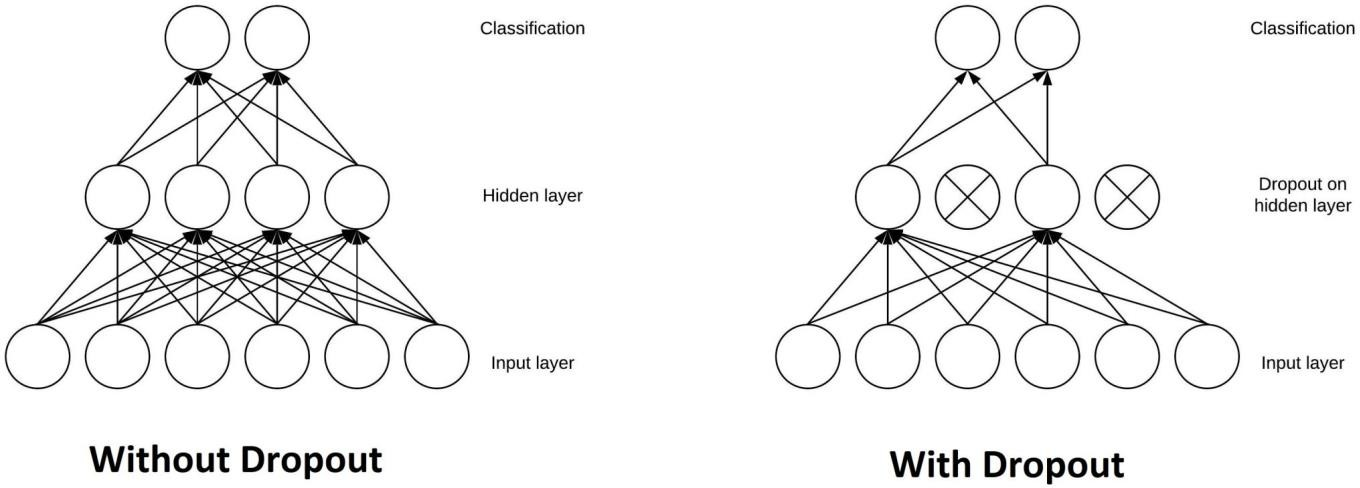 Classification
Hidden layer
Input layer
Without Dropout
Classification
Dropout on
hidden layer
Input layer
With Dropout